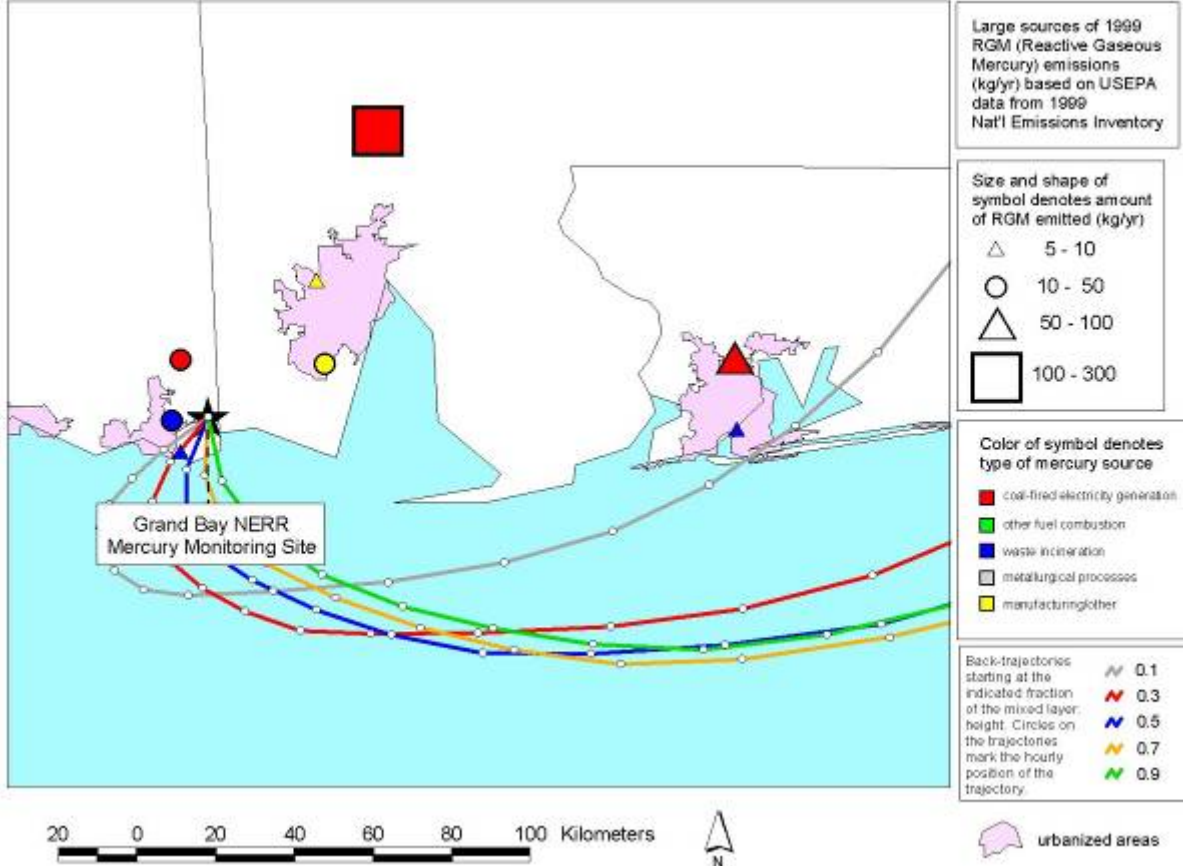 Large sources of 1999
RGM (Reactive Gaseous
Mercury) emissions
(kg/yr) based on USEPA
data from 1999
Nat'l Emissions Inventory
Size and shape of
symbol denotes amount
of RGM emitted (kg/yr)
5 - 10
10 - 50
50 - 100
100 - 300
Color of symbol denotes
type of mercury source
coal-fired electricity generation
other fuel combustion
waste incineration
metallurgical processes
manufacturing/other
Grand Bay NERR
Mercury Monitoring Site
Back-trajectories
starting at the
indicated fraction
of the mixed layer
height. Circles on
the trajectories
mark the hourly
position of the
trajectory.
0.1
0.3
0.5
0.7
0.9
20 0 20 40 60 80 100 Kilometers
N
urbanized areas